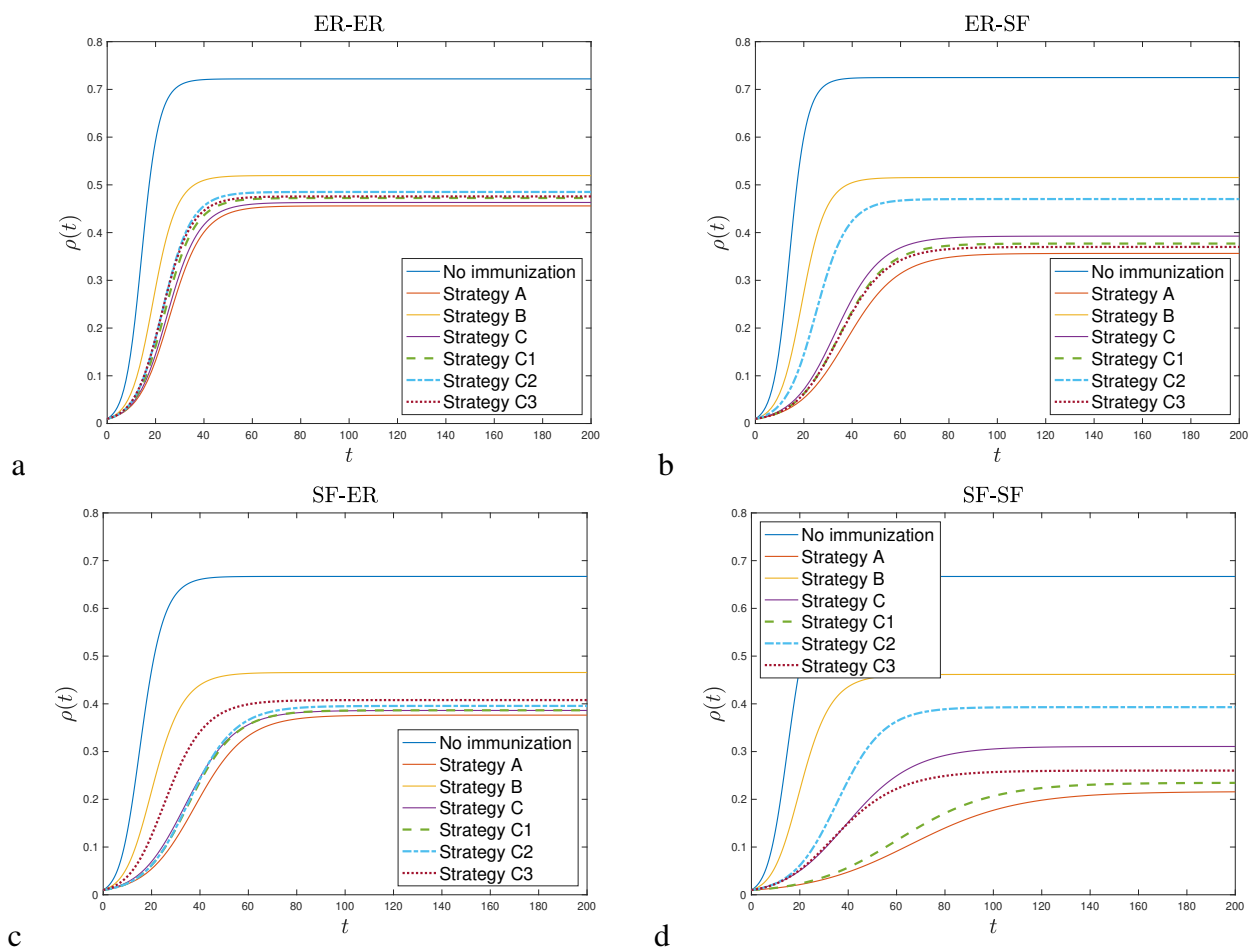 ER-ER
0.8
0.7
0.6
0.5
0.4
0.3
0.2
0.1
0
ρ(t)
No immunization
Strategy A
Strategy B
Strategy C
Strategy C1
Strategy C2
Strategy C3
0 20 40 60 80 100 120 140 160 180 200
t
a
ER-SF
0.8
0.7
0.6
0.5
0.4
0.3
0.2
0.1
0
ρ(t)
No immunization
Strategy A
Strategy B
Strategy C
Strategy C1
Strategy C2
Strategy C3
0 20 40 60 80 100 120 140 160 180 200
t
b
SF-ER
0.8
0.7
0.6
0.5
0.4
0.3
0.2
0.1
0
ρ(t)
No immunization
Strategy A
Strategy B
Strategy C
Strategy C1
Strategy C2
Strategy C3
0 20 40 60 80 100 120 140 160 180 200
t
c
SF-SF
0.8
0.7
0.6
0.5
0.4
0.3
0.2
0.1
0
ρ(t)
No immunization
Strategy A
Strategy B
Strategy C
Strategy C1
Strategy C2
Strategy C3
0 20 40 60 80 100 120 140 160 180 200
t
d